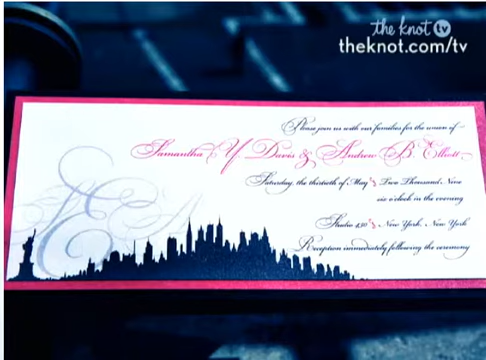 the knot tv
theknot.com/tv
Please join us with our families for the union of
Samantha Y. Davis & Andrew B. Elliott
Saturday, the thirtieth of May Two Thousand Nine
six o'clock in the evening
Studio 450 New York, New York
Reception immediately following the ceremony